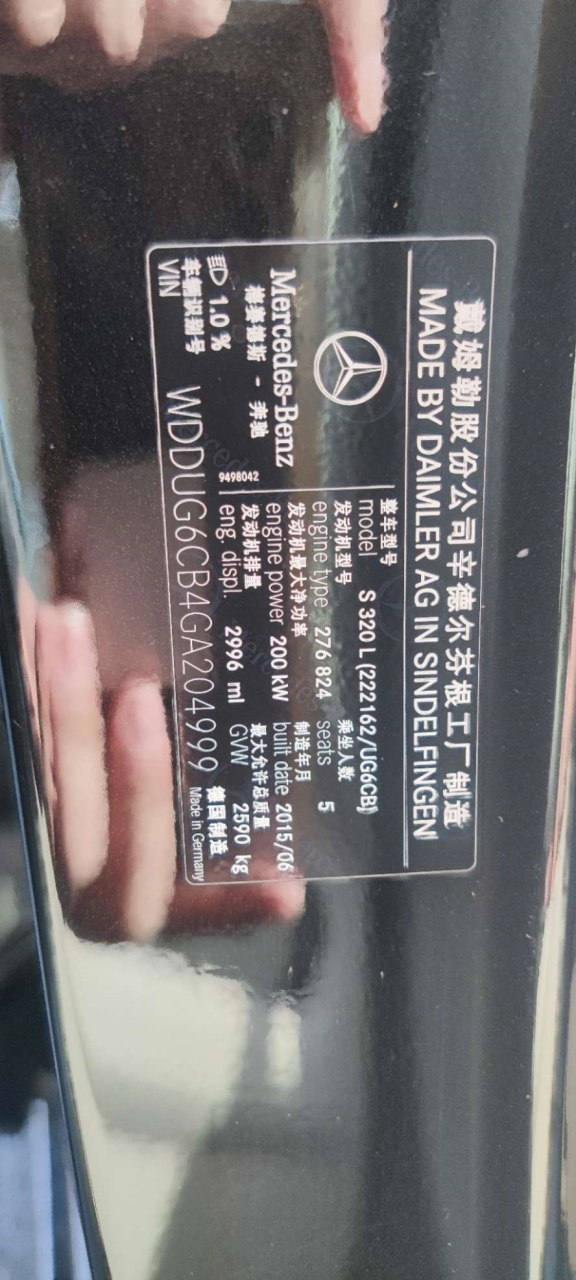 戴姆勒股份公司辛德尔芬根工厂制造
MADE BY DAIMLER AG IN SINDELFINGEN
Mercedes-Benz
梅赛德斯 - 奔驰
9498042
整车型号
model S 320 L (222162/UG6CB)
发动机型号 乘坐人数
engine type 276 824 seats 5
发动机最大净功率 制造年月
engine power 200 kW built date 2015/06
发动机排量 最大允许总质量
eng. displ. 2996 ml GVW 2590 kg
1.0 %
车辆识别号
VIN WDDUG6CB4GA204999
德国制造
Made in Germany